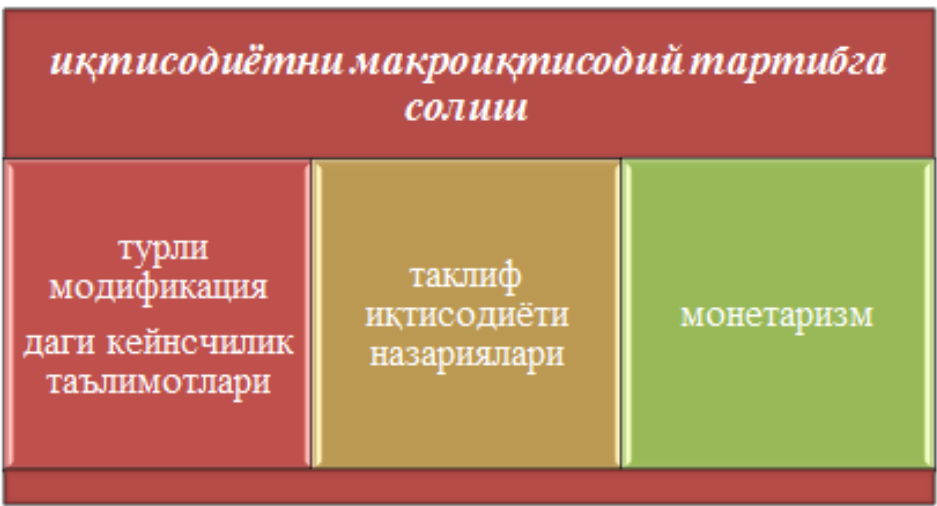 иқтисодиётни макроиқтисодий тартибга
солиш
турли
модификация
даги кейнсчилик
таълимотлари
таклиф
иқтисодиёти
назариялари
монетаризм